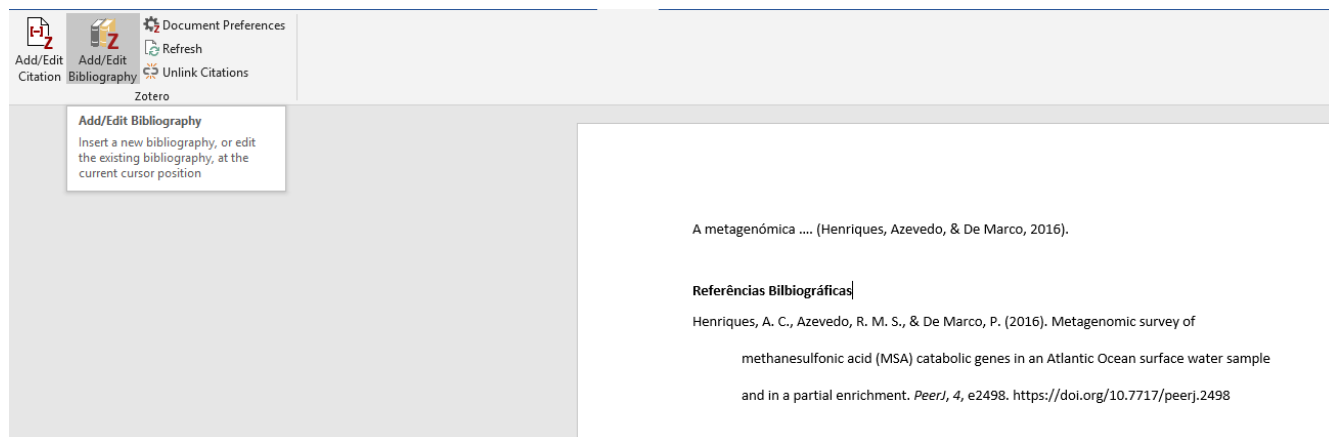 Add/Edit
Citation
Add/Edit
Bibliography
Document Preferences
Refresh
Unlink Citations
Zotero
Add/Edit Bibliography
Insert a new bibliography, or edit
the existing bibliography, at the
current cursor position
A metagenómica .... (Henriques, Azevedo, & De Marco, 2016).
Referências Bilbiográficas
Henriques, A. C., Azevedo, R. M. S., & De Marco, P. (2016). Metagenomic survey of
methanesulfonic acid (MSA) catabolic genes in an Atlantic Ocean surface water sample
and in a partial enrichment. PeerJ, 4, e2498. https://doi.org/10.7717/peerj.2498